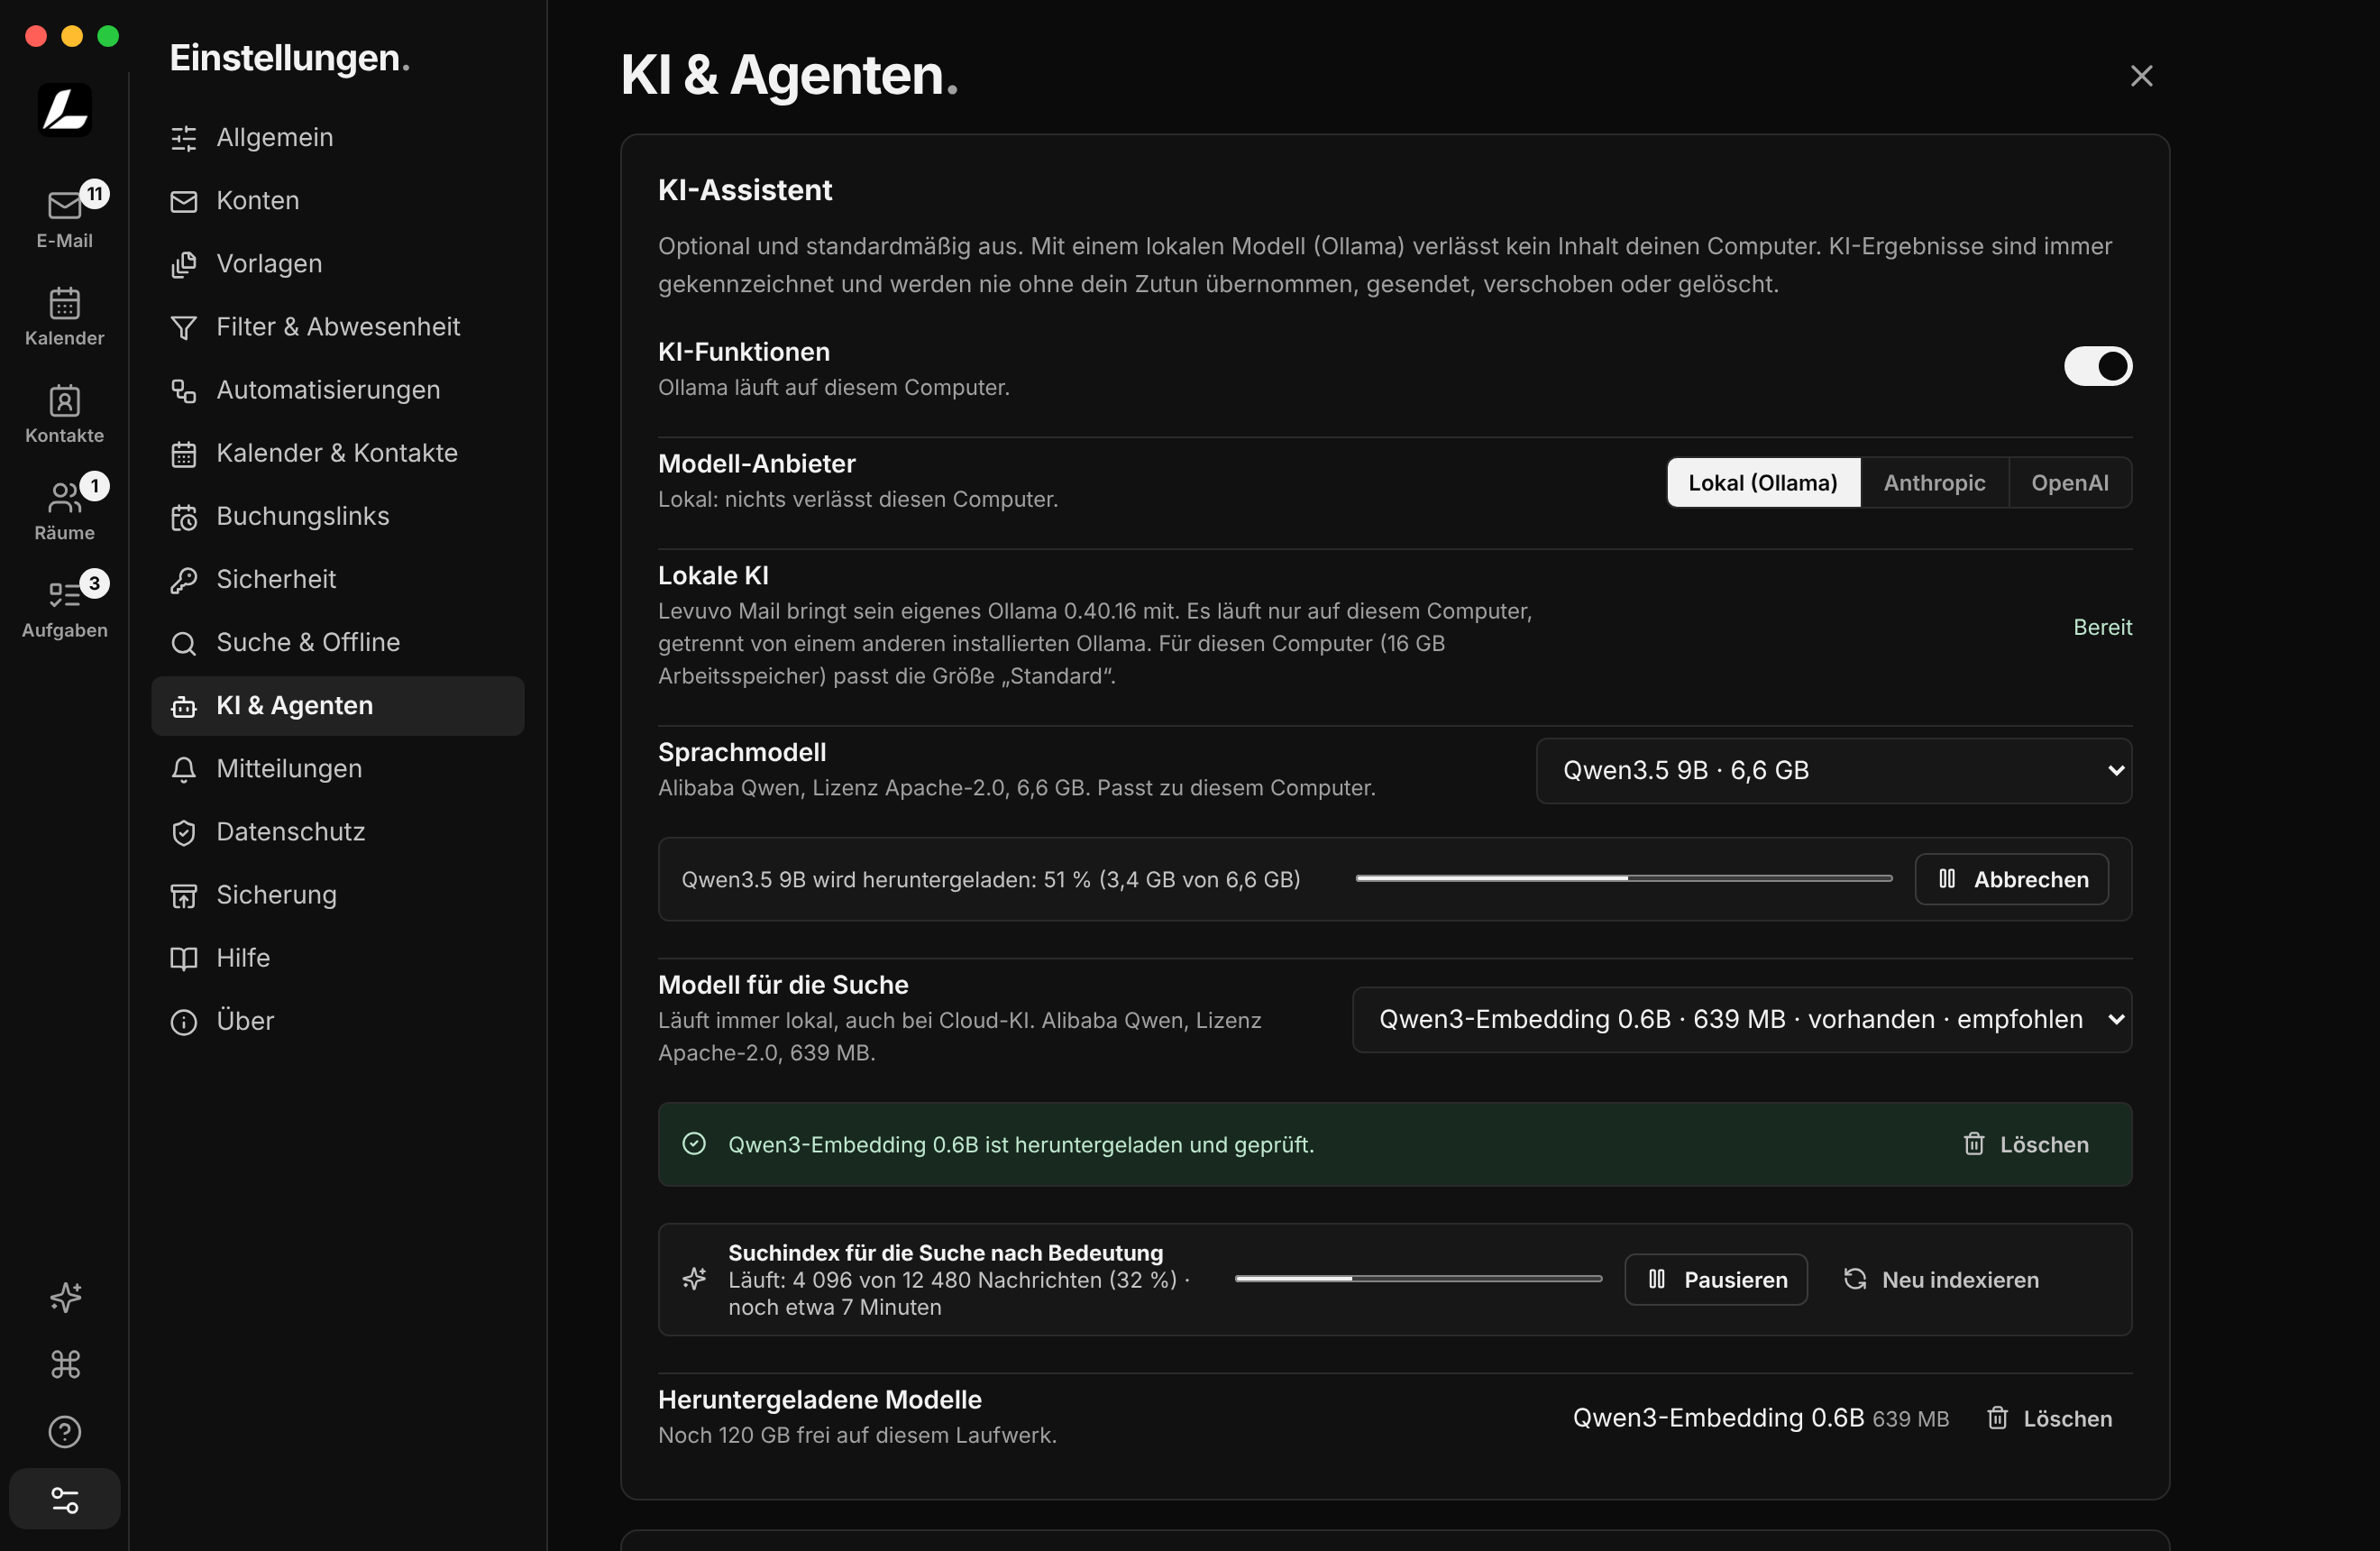 Einstellungen.
11
E-Mail
Kalender
Kontakte
1
Räume
3
Aufgaben
Allgemein
Konten
Vorlagen
Filter & Abwesenheit
Automatisierungen
Kalender & Kontakte
Buchungslinks
Sicherheit
Suche & Offline
KI & Agenten
Mitteilungen
Datenschutz
Sicherung
Hilfe
Über
KI & Agenten.
KI-Assistent
Optional und standardmäßig aus. Mit einem lokalen Modell (Ollama) verlässt kein Inhalt deinen Computer. KI-Ergebnisse sind immer
gekennzeichnet und werden nie ohne dein Zutun übernommen, gesendet, verschoben oder gelöscht.
KI-Funktionen
Ollama läuft auf diesem Computer.
Modell-Anbieter
Lokal: nichts verlässt diesen Computer.
Lokal (Ollama) Anthropic OpenAI
Lokale KI
Levuvo Mail bringt sein eigenes Ollama 0.40.16 mit. Es läuft nur auf diesem Computer,
getrennt von einem anderen installierten Ollama. Für diesen Computer (16 GB
Arbeitsspeicher) passt die Größe „Standard“.
Bereit
Sprachmodell
Alibaba Qwen, Lizenz Apache-2.0, 6,6 GB. Passt zu diesem Computer.
Qwen3.5 9B · 6,6 GB
Qwen3.5 9B wird heruntergeladen: 51 % (3,4 GB von 6,6 GB)
Abbrechen
Modell für die Suche
Läuft immer lokal, auch bei Cloud-KI. Alibaba Qwen, Lizenz
Apache-2.0, 639 MB.
Qwen3-Embedding 0.6B · 639 MB · vorhanden · empfohlen
Qwen3-Embedding 0.6B ist heruntergeladen und geprüft.
Löschen
Suchindex für die Suche nach Bedeutung
Läuft: 4 096 von 12 480 Nachrichten (32 %) ·
noch etwa 7 Minuten
Pausieren
Neu indexieren
Heruntergeladene Modelle
Noch 120 GB frei auf diesem Laufwerk.
Qwen3-Embedding 0.6B 639 MB
Löschen